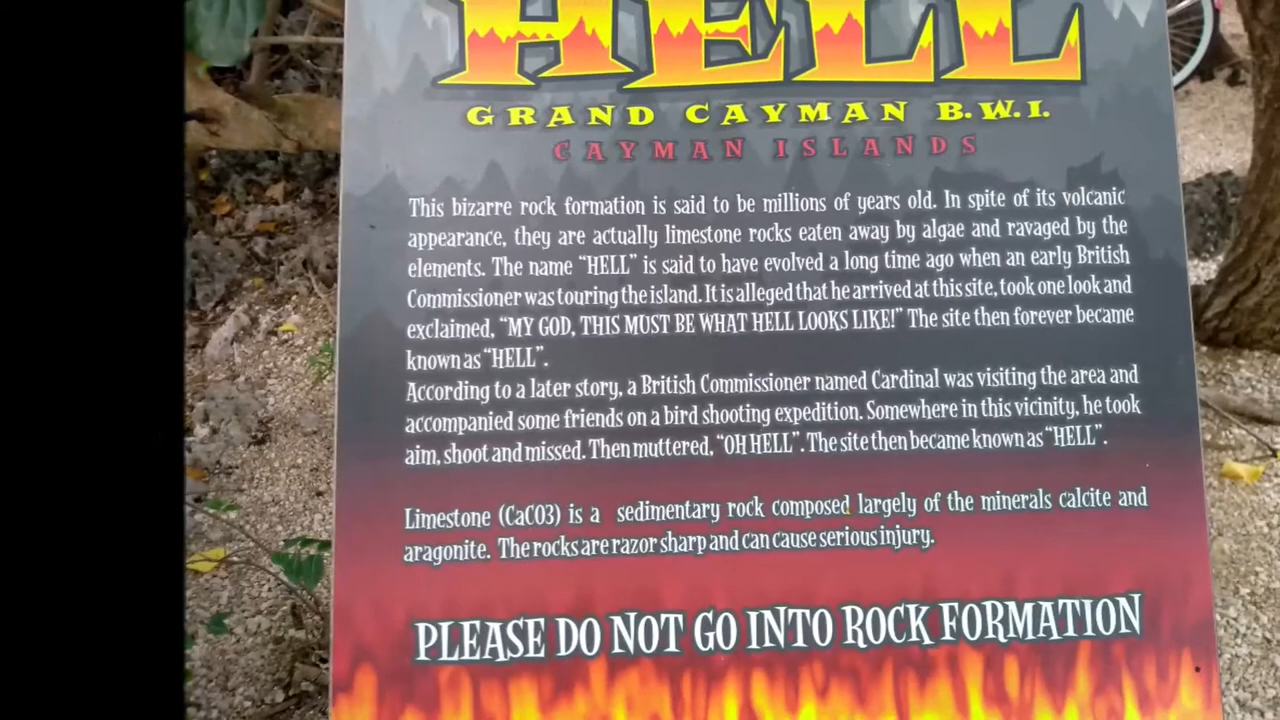 HELL
GRAND CAYMAN B.W.I.
CAYMAN ISLANDS
This bizarre rock formation is said to be millions of years old. In spite of its volcanic
appearance, they are actually limestone rocks eaten away by algae and ravaged by the
elements. The name “HELL” is said to have evolved a long time ago when an early British
Commissioner was touring the island. It is alleged that he arrived at this site, took one look and
exclaimed, “MY GOD, THIS MUST BE WHAT HELL LOOKS LIKE!” The site then forever became
known as “HELL”.
According to a later story, a British Commissioner named Cardinal was visiting the area and
accompanied some friends on a bird shooting expedition. Somewhere in this vicinity, he took
aim, shoot and missed. Then muttered, “OH HELL”. The site then became known as “HELL”.
Limestone (CaCO3) is a sedimentary rock composed largely of the minerals calcite and
aragonite. The rocks are razor sharp and can cause serious injury.
PLEASE DO NOT GO INTO ROCK FORMATION